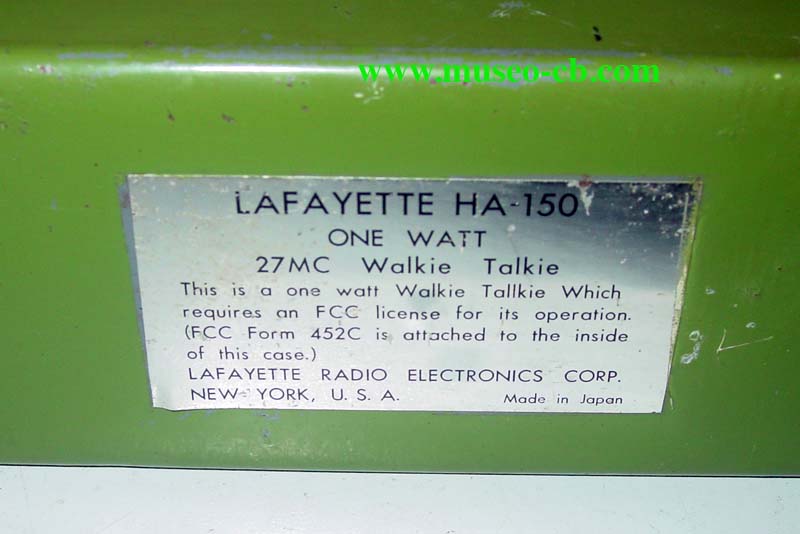 www.museo-cb.com
LAFAYETTE HA-150
ONE WATT
27MC Walkie Talkie
This is a one watt Walkie Tallkie Which
requires an FCC license for its operation.
(FCC Form 452C is attached to the inside
of this case.)
LAFAYETTE RADIO ELECTRONICS CORP.
NEW YORK, U. S. A. Made in Japan